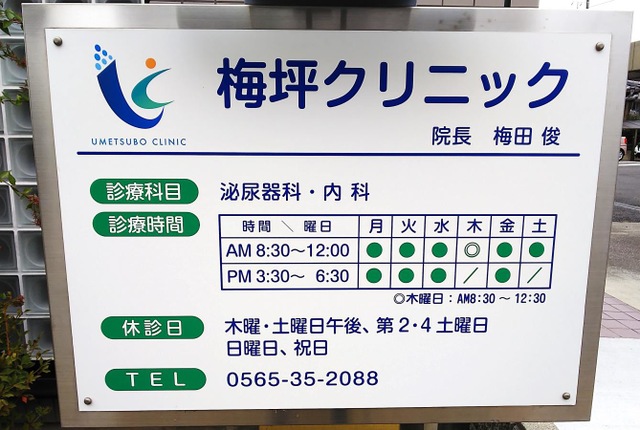 梅坪クリニック
UMETSUBO CLINIC
院長 梅田 俊
診療科目 泌尿器科・内 科
診療時間
時間 ＼ 曜日 月 火 水 木 金 土
AM 8:30～12:00 ● ● ● ◎ ● ●
PM 3:30～ 6:30 ● ● ● ／ ● ／
◎木曜日：AM8:30 ～ 12:30
休診日 木曜・土曜日午後、第2・4土曜日
日曜日、祝日
TEL 0565-35-2088